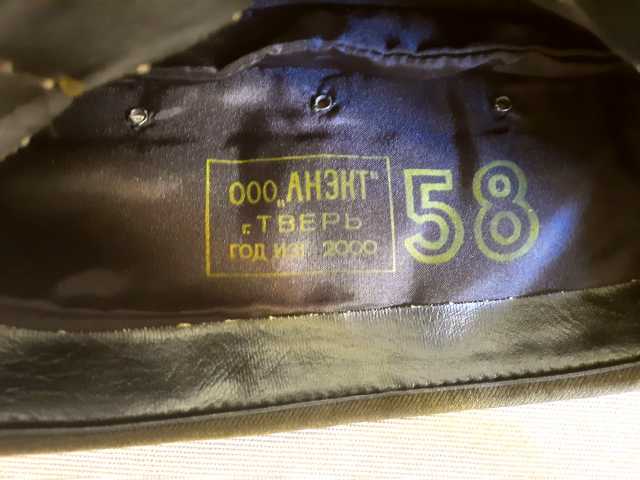 ООО „АНЭКТ"
г. ТВЕРЬ
ГОД ИЗГ. 2000
58